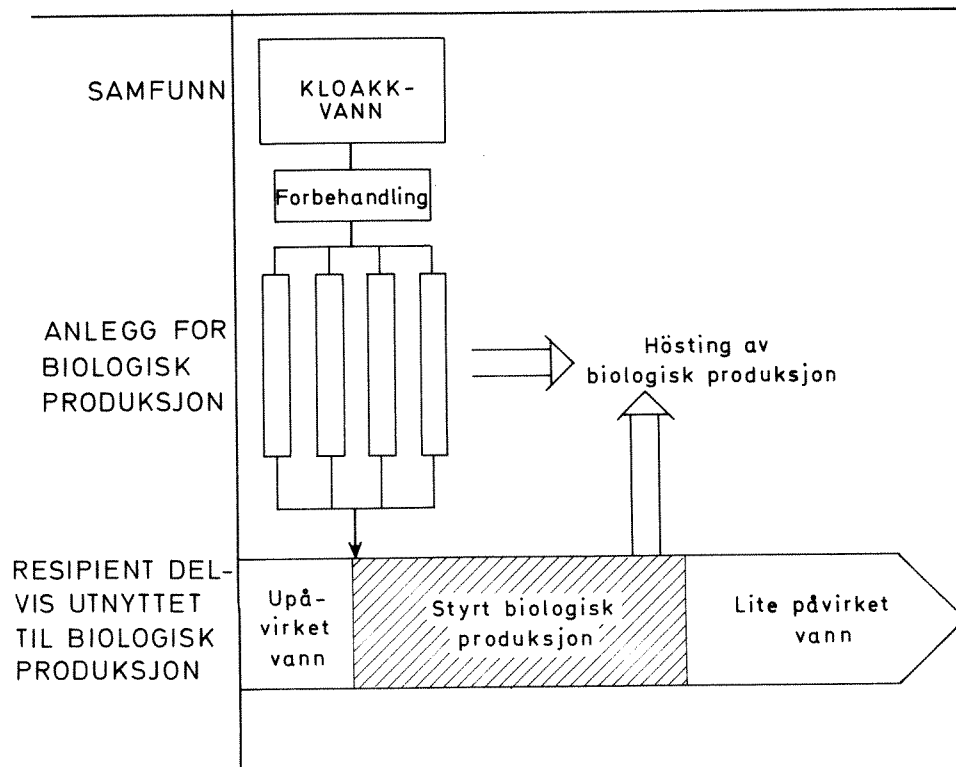 SAMFUNN
KLOAKK-
VANN
Forbehandling
ANLEGG FOR
BIOLOGISK
PRODUKSJON
Hösting av
biologisk produksjon
RESIPIENT DEL-
VIS UTNYTTET
TIL BIOLOGISK
PRODUKSJON
Upå-
virket
vann
Styrt biologisk
produksjon
Lite påvirket
vann